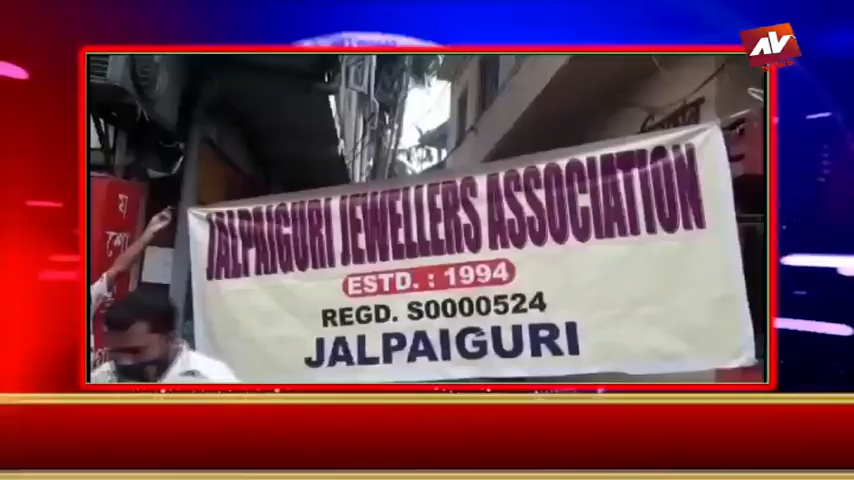 AV
JALPAIGURI JEWELLERS ASSOCIATION
ESTD. : 1994
REGD. S0000524
JALPAIGURI
য
শো